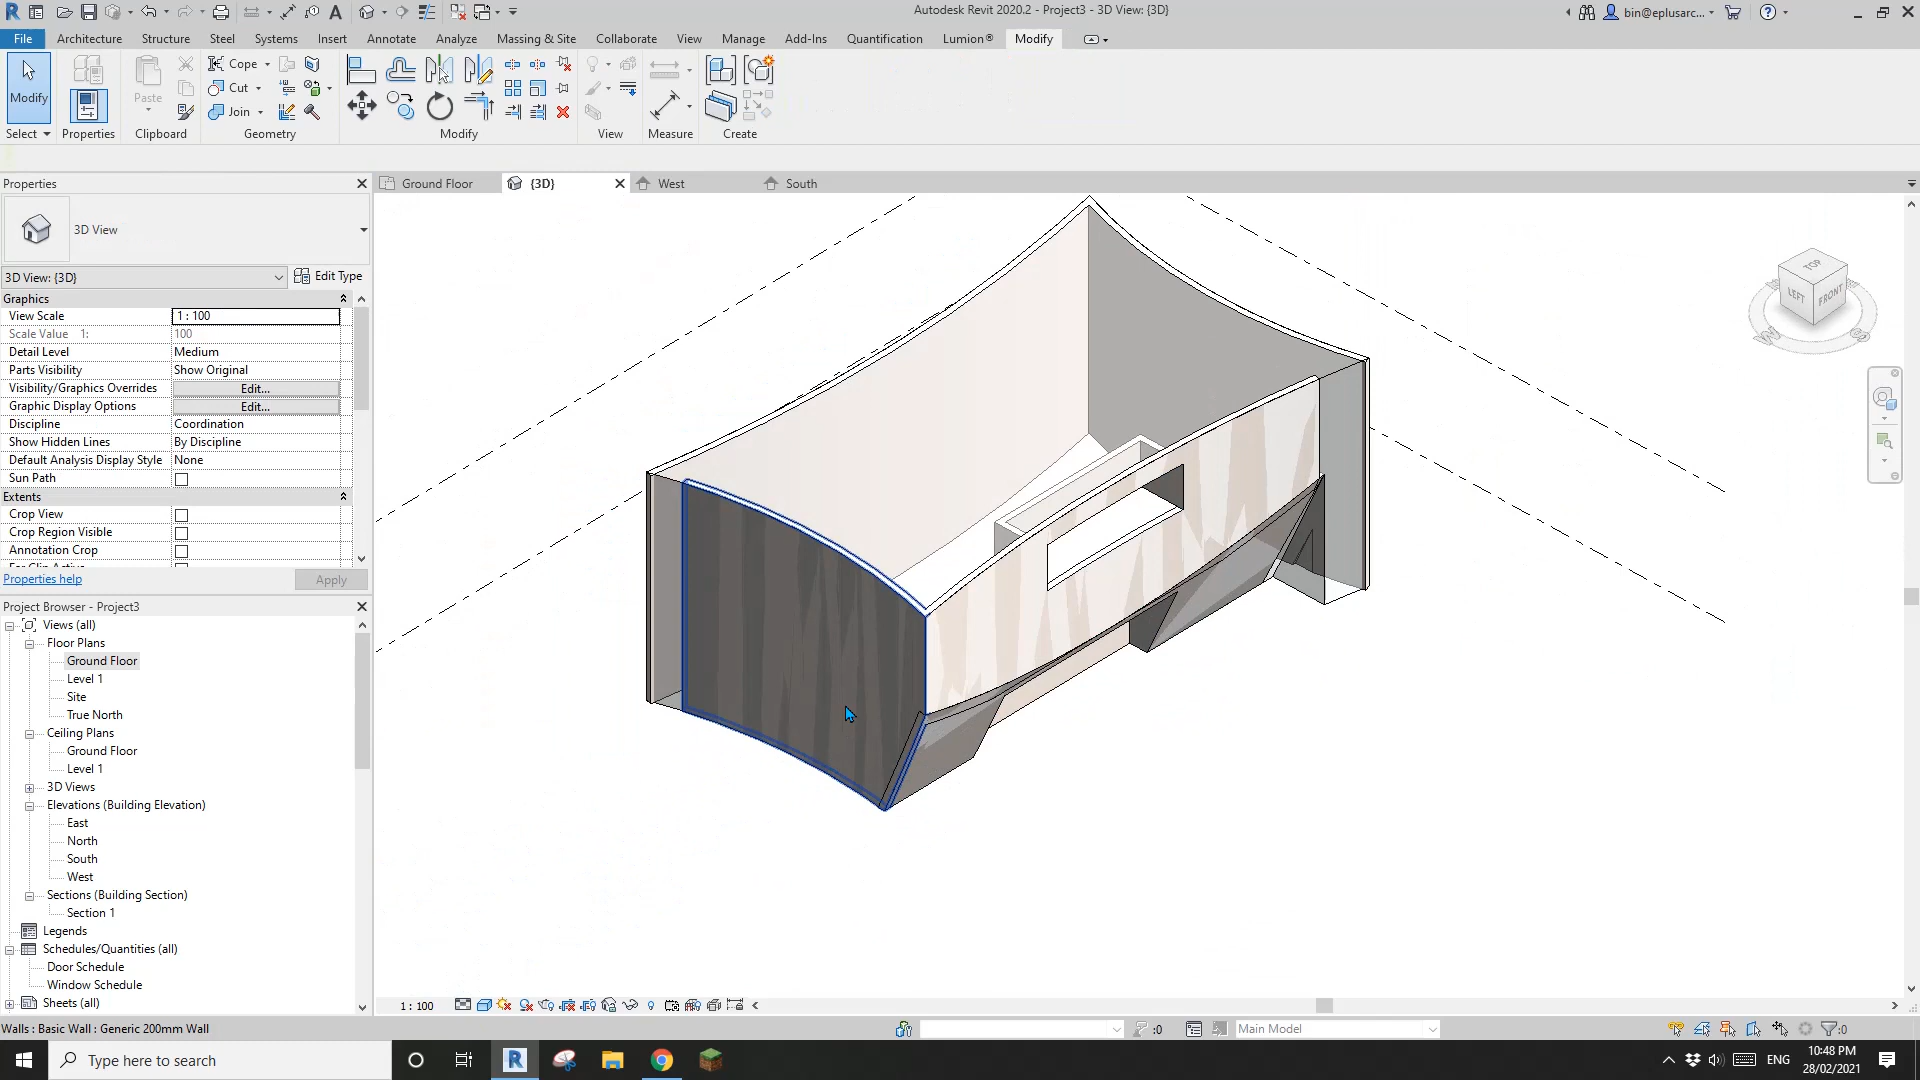 Autodesk Revit 2020.2 - Project3 - 3D View: {3D}
bin@eplusarc...
File Architecture Structure Steel Systems Insert Annotate Analyze Massing & Site Collaborate View Manage Add-Ins Quantification Lumion® Modify
Modify
Paste
Cope
Cut
Join
Select Properties Clipboard Geometry Modify View Measure Create
Properties
Ground Floor {3D} West South
3D View
3D View: {3D} Edit Type
Graphics
View Scale 1 : 100
Scale Value 1: 100
Detail Level Medium
Parts Visibility Show Original
Visibility/Graphics Overrides Edit...
Graphic Display Options Edit...
Discipline Coordination
Show Hidden Lines By Discipline
Default Analysis Display Style None
Sun Path
Extents
Crop View
Crop Region Visible
Annotation Crop
Properties help Apply
Project Browser - Project3
Views (all)
Floor Plans
Ground Floor
Level 1
Site
True North
Ceiling Plans
Ground Floor
Level 1
3D Views
Elevations (Building Elevation)
East
North
South
West
Sections (Building Section)
Section 1
Legends
Schedules/Quantities (all)
Door Schedule
Window Schedule
Sheets (all)
TOP
LEFT
FRONT
1 : 100
Walls : Basic Wall : Generic 200mm Wall
:0
Main Model
:0
Type here to search
ENG
10:48 PM
28/02/2021